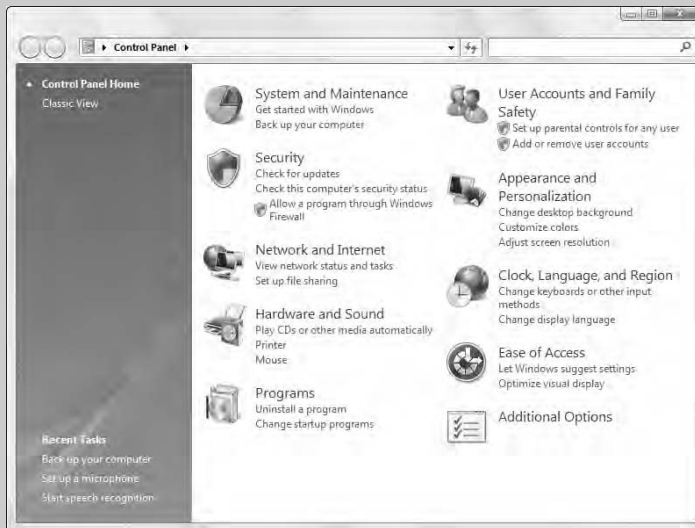 Control Panel
Control Panel Home
Classic View
System and Maintenance
Get started with Windows
Back up your computer
Security
Check for updates
Check this computer's security status
Allow a program through Windows
Firewall
Network and Internet
View network status and tasks
Set up file sharing
Hardware and Sound
Play CDs or other media automatically
Printer
Mouse
Programs
Uninstall a program
Change startup programs
User Accounts and Family
Safety
Set up parental controls for any user
Add or remove user accounts
Appearance and
Personalization
Change desktop background
Customize colors
Adjust screen resolution
Clock, Language, and Region
Change keyboards or other input
methods
Change display language
Ease of Access
Let Windows suggest settings
Optimize visual display
Additional Options
Recent Tasks
Back up your computer
Set up a microphone
Start speech recognition